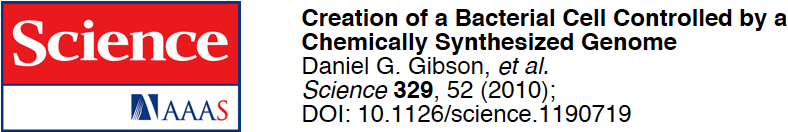 Science
AAAS
Creation of a Bacterial Cell Controlled by a
Chemically Synthesized Genome
Daniel G. Gibson, et al.
Science 329, 52 (2010);
DOI: 10.1126/science.1190719